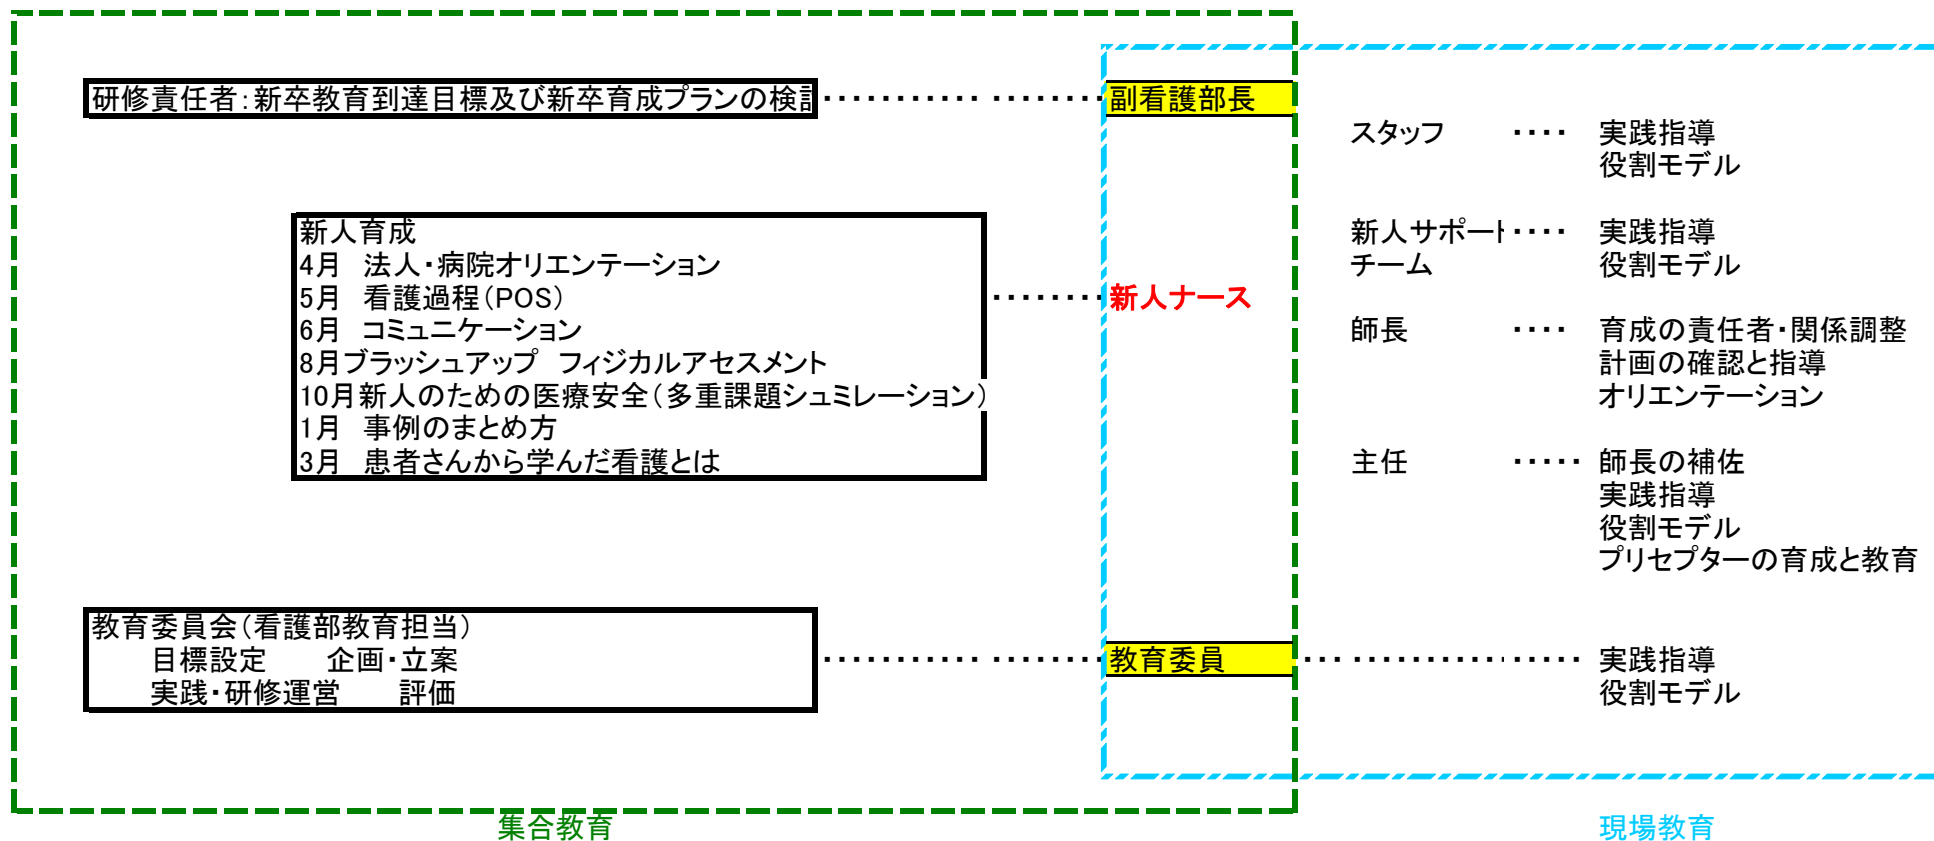 研修責任者：新卒教育到達目標及び新卒育成プランの検討 ・・・・・・・・・・・ ・・・・・・・・ 副看護部長
スタッフ ・・・・ 実践指導
役割モデル
新人育成
4月　法人・病院オリエンテーション
5月　看護過程（POS）
6月　コミュニケーション
8月ブラッシュアップ　フィジカルアセスメント
10月新人のための医療安全（多重課題シュミレーション）
1月　事例のまとめ方
3月　患者さんから学んだ看護とは
・・・・・・・・ 新人ナース
新人サポート ・・・・ 実践指導
チーム 役割モデル
師長 ・・・・ 育成の責任者・関係調整
計画の確認と指導
オリエンテーション
主任 ・・・・・ 師長の補佐
実践指導
役割モデル
プリセプターの育成と教育
教育委員会（看護部教育担当）
目標設定　　企画・立案
実践・研修運営　　評価
・・・・・・・・・・・ ・・・・・・・・ 教育委員 ・・・ ・・・・・・・・・・・ ・・・・・ 実践指導
役割モデル
集合教育
現場教育